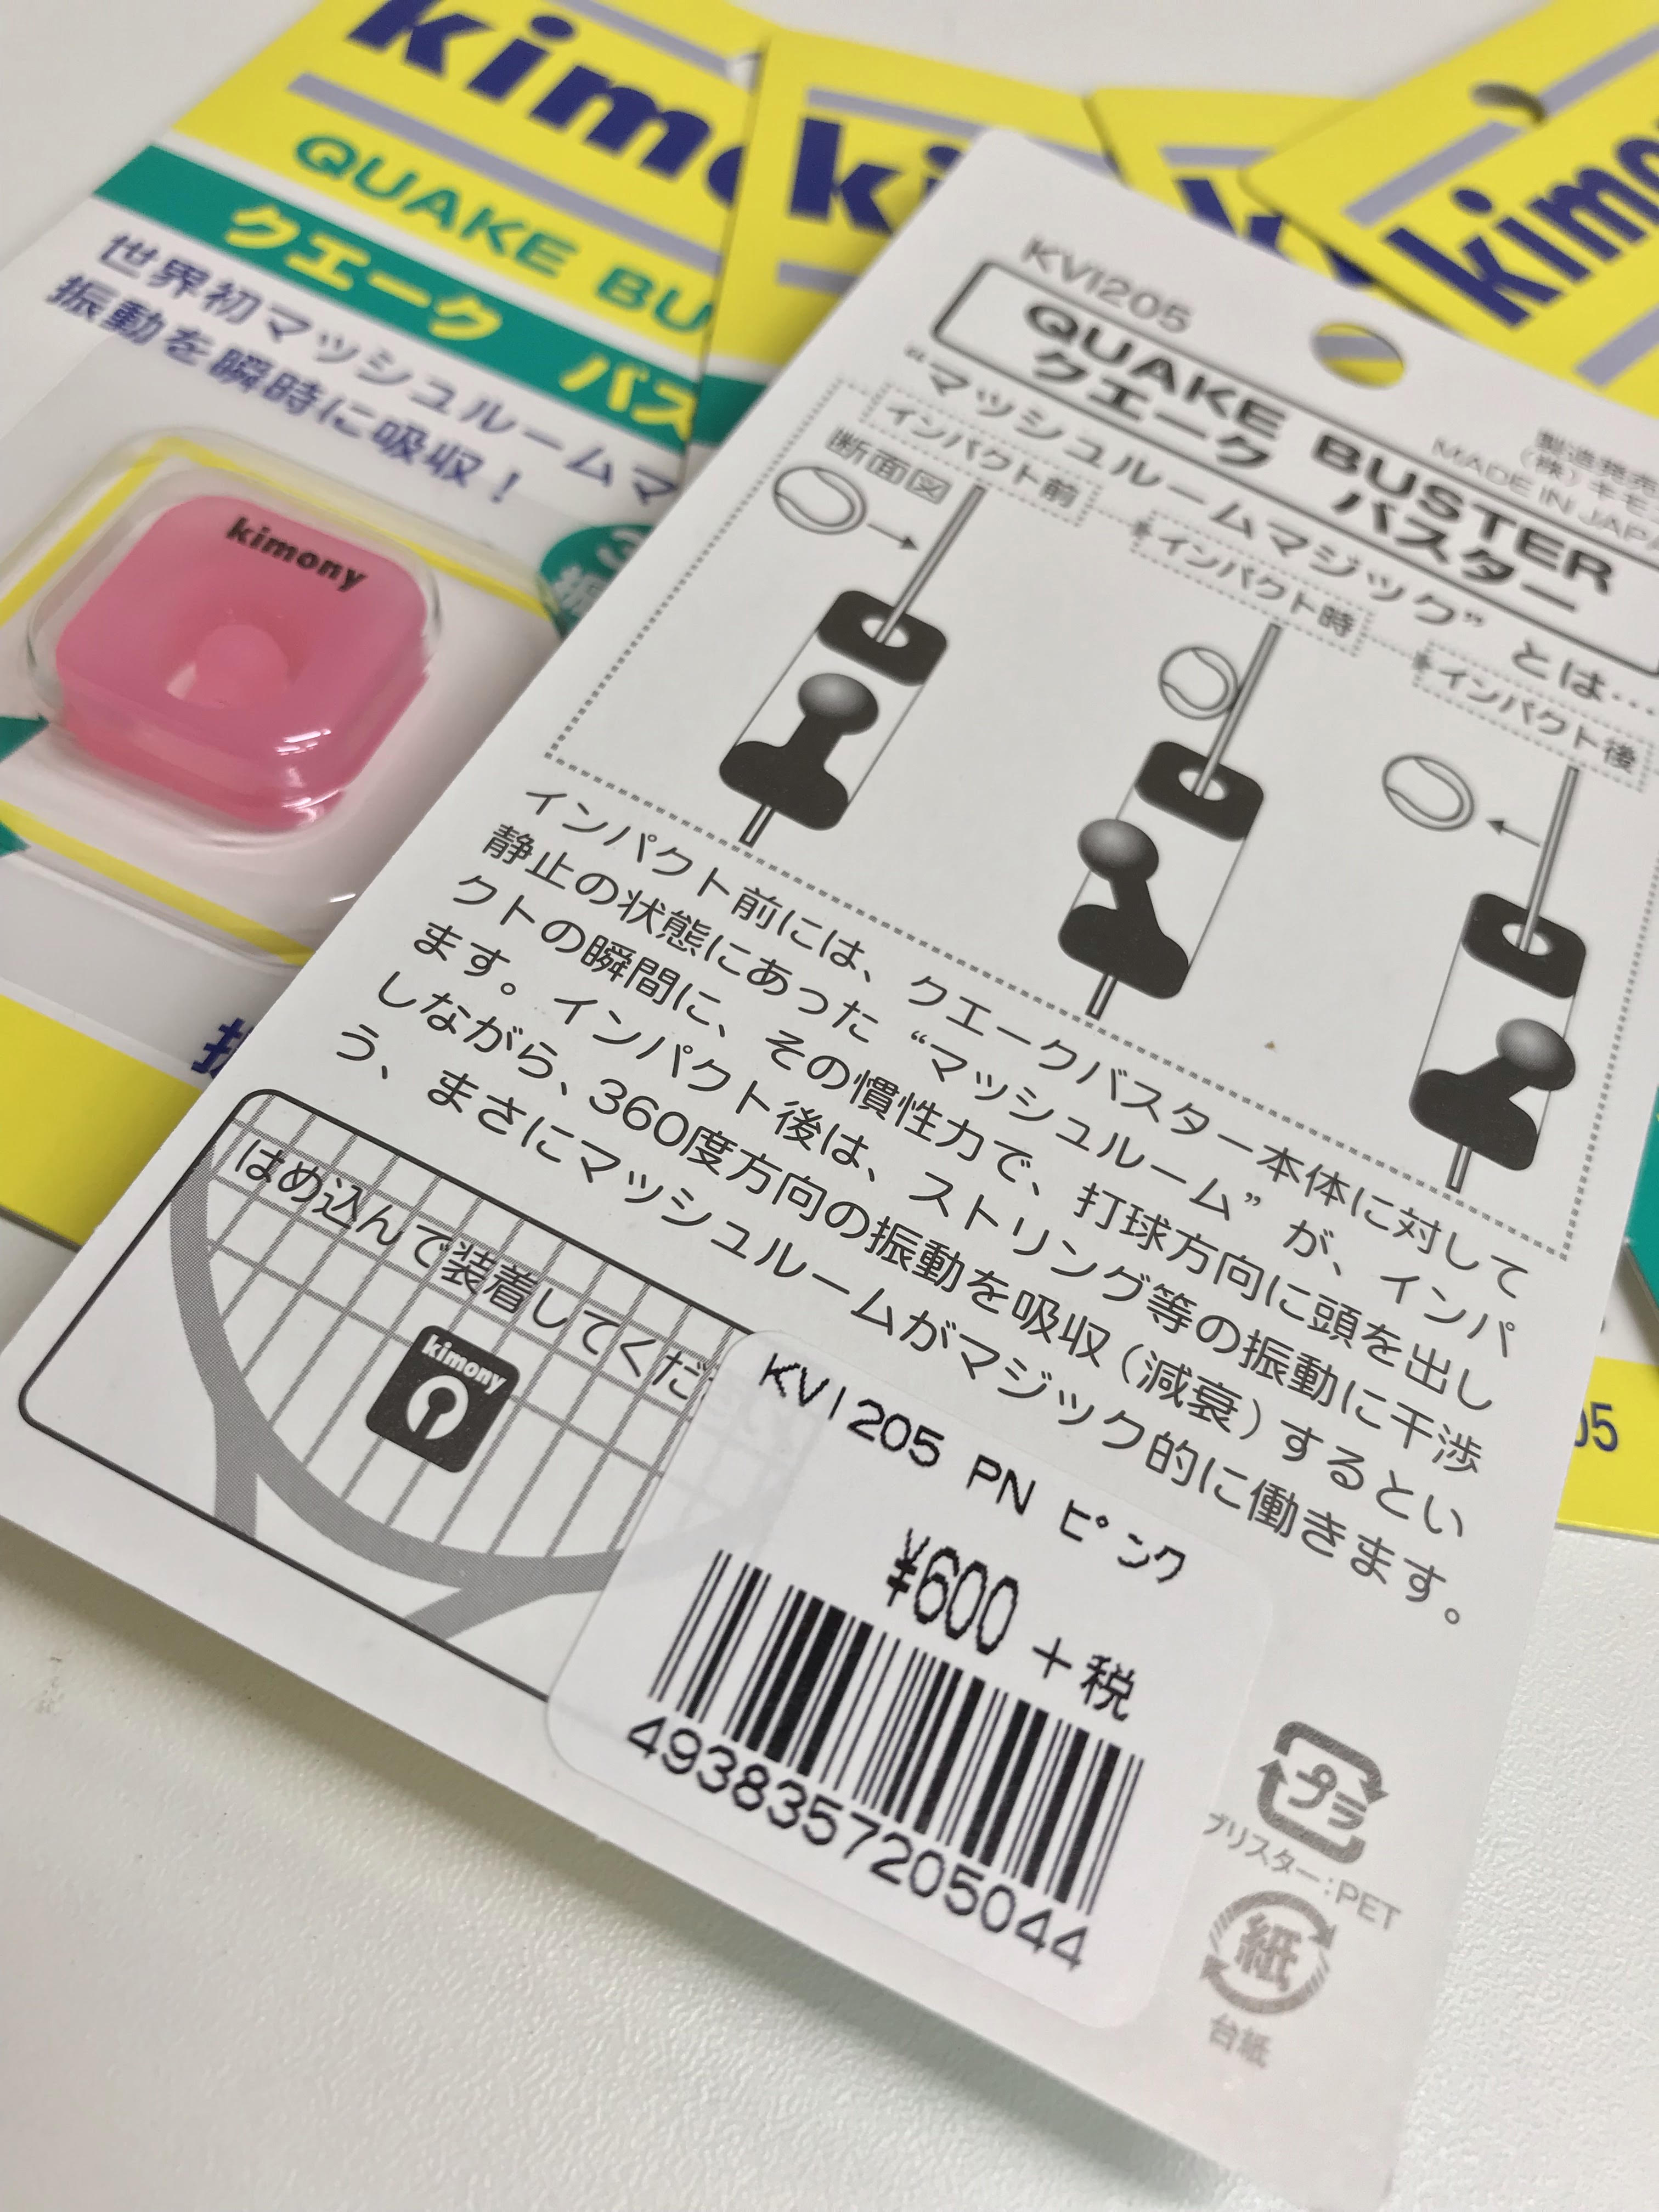 kimony
QUAKE BU
クエーク バス
世界初マッシュルームマ
振動を瞬時に吸収！
kimony
KVI205
QUAKE BUSTER
クエーク バスター
製造発売
(株)キモ
MADE IN JAPA
“マッシュルームマジック” とは…
インパクト前
インパクト時
インパクト後
断面図
インパクト前には、クエークバスター本体に対して
静止の状態にあった“マッシュルーム”が、インパ
クトの瞬間に、その慣性力で、打球方向に頭を出し
ます。インパクト後は、ストリング等の振動に干渉
しながら、360度方向の振動を吸収(減衰)するとい
う、まさにマッシュルームがマジック的に働きます。
はめ込んで装着してくだ
kimony
KVI205 PN ピンク
¥600 +税
4938357205044
プラ
ブリスター:PET
紙
台紙
05